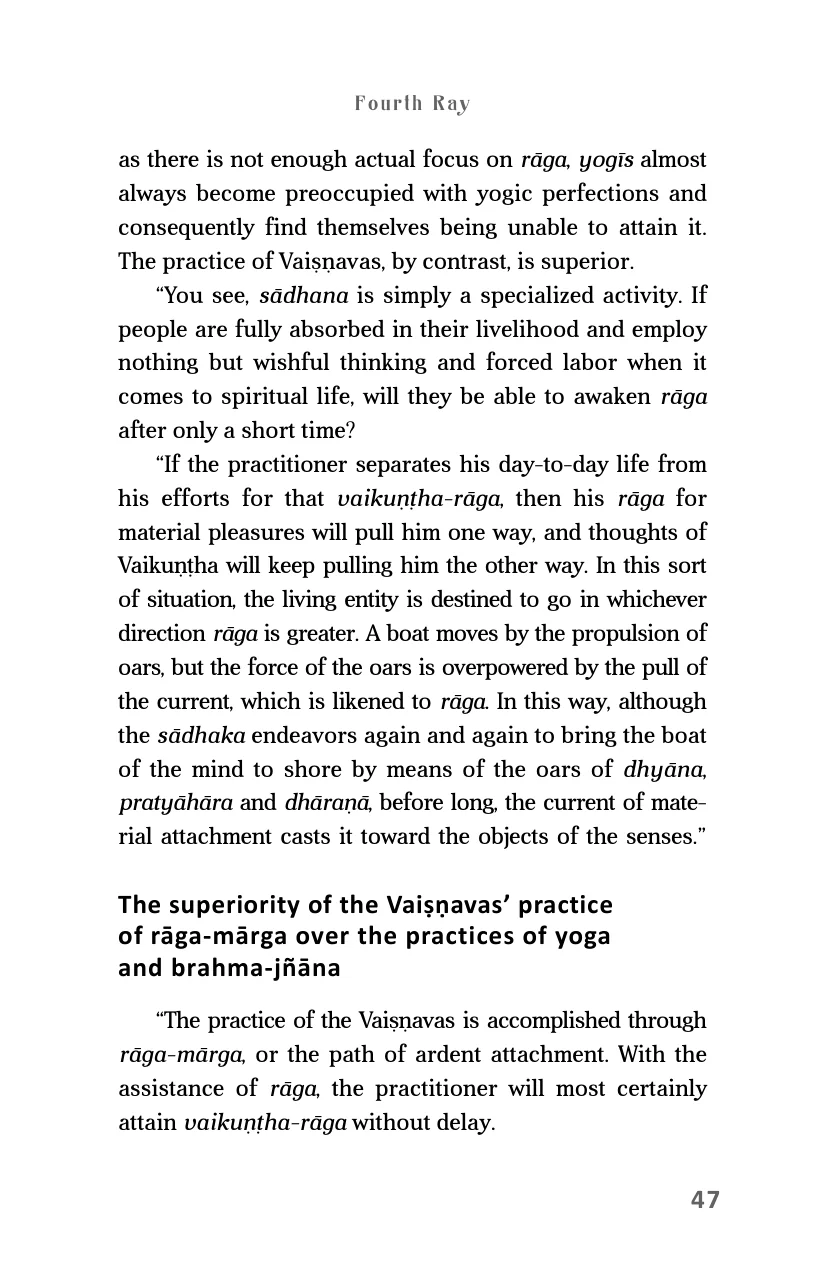 Fourth Ray
as there is not enough actual focus on rāga, yogīs almost
always become preoccupied with yogic perfections and
consequently find themselves being unable to attain it.
The practice of Vaiṣṇavas, by contrast, is superior.
“You see, sādhana is simply a specialized activity. If
people are fully absorbed in their livelihood and employ
nothing but wishful thinking and forced labor when it
comes to spiritual life, will they be able to awaken rāga
after only a short time?
“If the practitioner separates his day-to-day life from
his efforts for that vaikuṇṭha-rāga, then his rāga for
material pleasures will pull him one way, and thoughts of
Vaikuṇṭha will keep pulling him the other way. In this sort
of situation, the living entity is destined to go in whichever
direction rāga is greater. A boat moves by the propulsion of
oars, but the force of the oars is overpowered by the pull of
the current, which is likened to rāga. In this way, although
the sādhaka endeavors again and again to bring the boat
of the mind to shore by means of the oars of dhyāna,
pratyāhāra and dhāraṇā, before long, the current of mate-
rial attachment casts it toward the objects of the senses.”
The superiority of the Vaiṣṇavas’ practice
of rāga-mārga over the practices of yoga
and brahma-jñāna
“The practice of the Vaiṣṇavas is accomplished through
rāga-mārga, or the path of ardent attachment. With the
assistance of rāga, the practitioner will most certainly
attain vaikuṇṭha-rāga without delay.
47